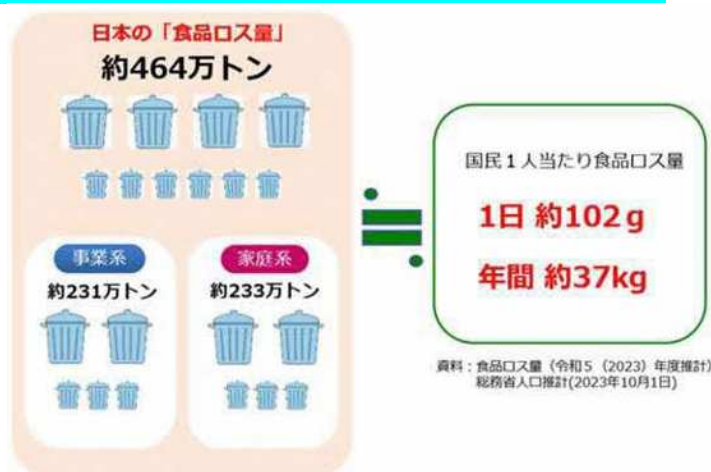 日本の「食品ロス量」
約464万トン
事業系
約231万トン
家庭系
約233万トン
≒
国民1人当たり食品ロス量
1日 約102g
年間 約37kg
資料：食品ロス量（令和5（2023）年度推計）
総務省人口推計(2023年10月1日)